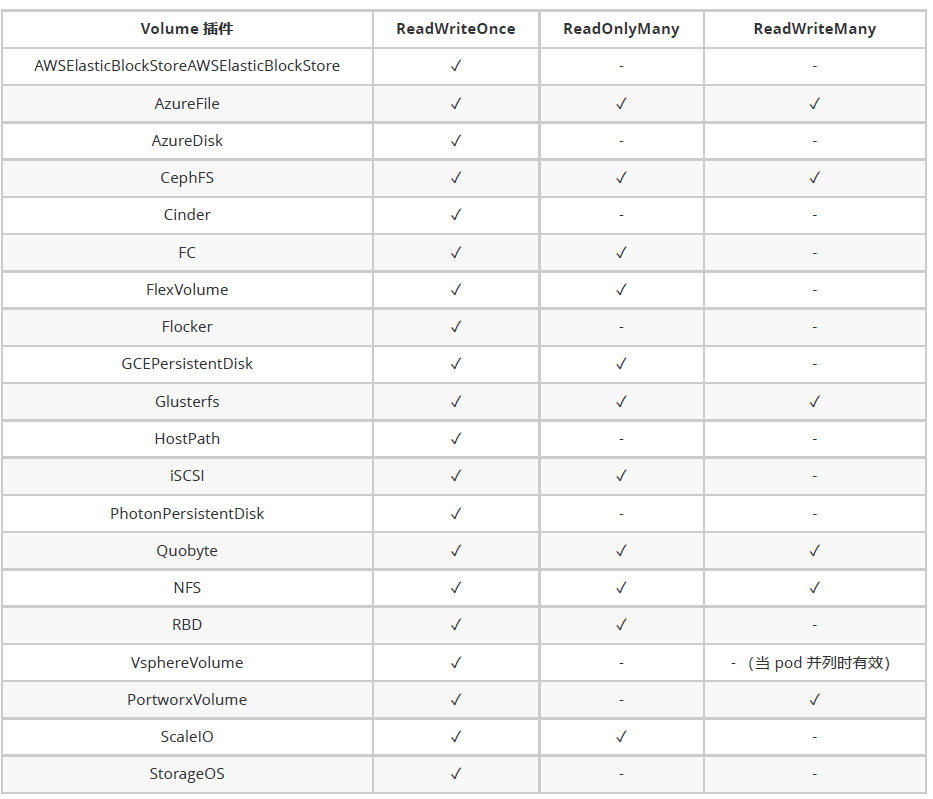 Volume 插件 ReadWriteOnce ReadOnlyMany ReadWriteMany
AWSElasticBlockStoreAWSElasticBlockStore ✓ - -
AzureFile ✓ ✓ ✓
AzureDisk ✓ - -
CephFS ✓ ✓ ✓
Cinder ✓ - -
FC ✓ ✓ -
FlexVolume ✓ ✓ -
Flocker ✓ - -
GCEPersistentDisk ✓ ✓ -
Glusterfs ✓ ✓ ✓
HostPath ✓ - -
iSCSI ✓ ✓ -
PhotonPersistentDisk ✓ - -
Quobyte ✓ ✓ ✓
NFS ✓ ✓ ✓
RBD ✓ ✓ -
VsphereVolume ✓ - - （当 pod 并列时有效）
PortworxVolume ✓ - ✓
ScaleIO ✓ ✓ -
StorageOS ✓ - -